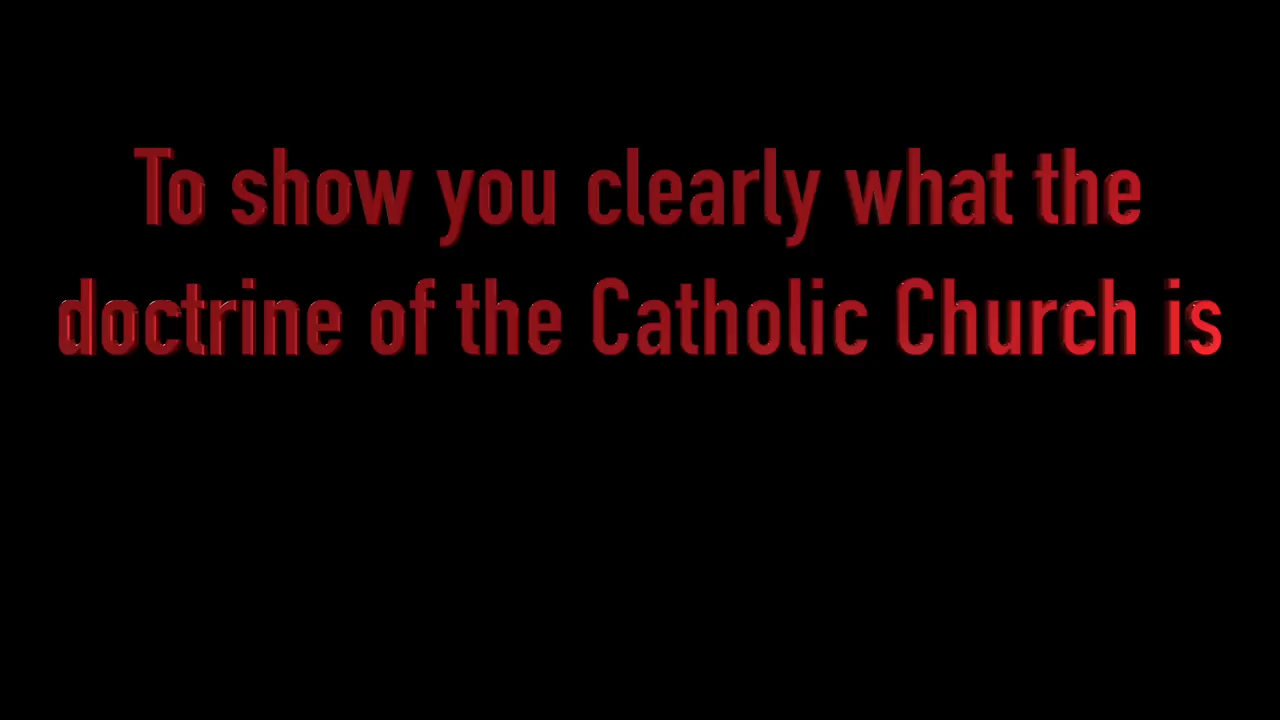 To show you clearly what the
doctrine of the Catholic Church is